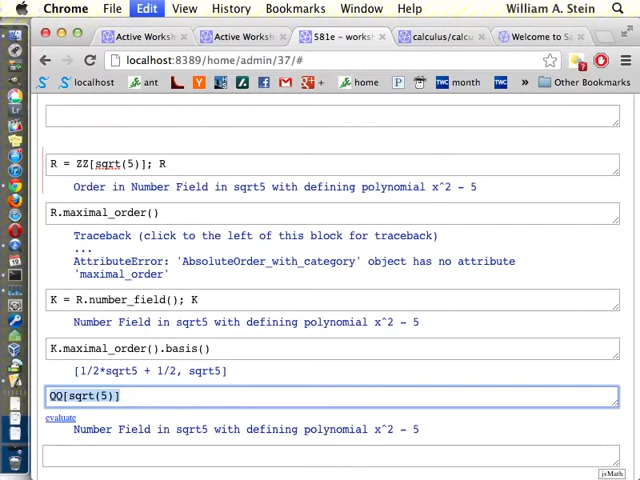 Chrome File Edit View History Bookmarks Window Help William A. Stein
Active Worksh Active Worksh 581e – worksh calculus/calcu Welcome to Sa
localhost:8389/home/admin/37/#
localhost ant home month TWC Other Bookmarks
R = ZZ[sqrt(5)]; R
Order in Number Field in sqrt5 with defining polynomial x^2 - 5
R.maximal_order()
Traceback (click to the left of this block for traceback)
...
AttributeError: 'AbsoluteOrder_with_category' object has no attribute
'maximal_order'
K = R.number_field(); K
Number Field in sqrt5 with defining polynomial x^2 - 5
K.maximal_order().basis()
[1/2*sqrt5 + 1/2, sqrt5]
QQ[sqrt(5)]
evaluate
Number Field in sqrt5 with defining polynomial x^2 - 5
jsMath